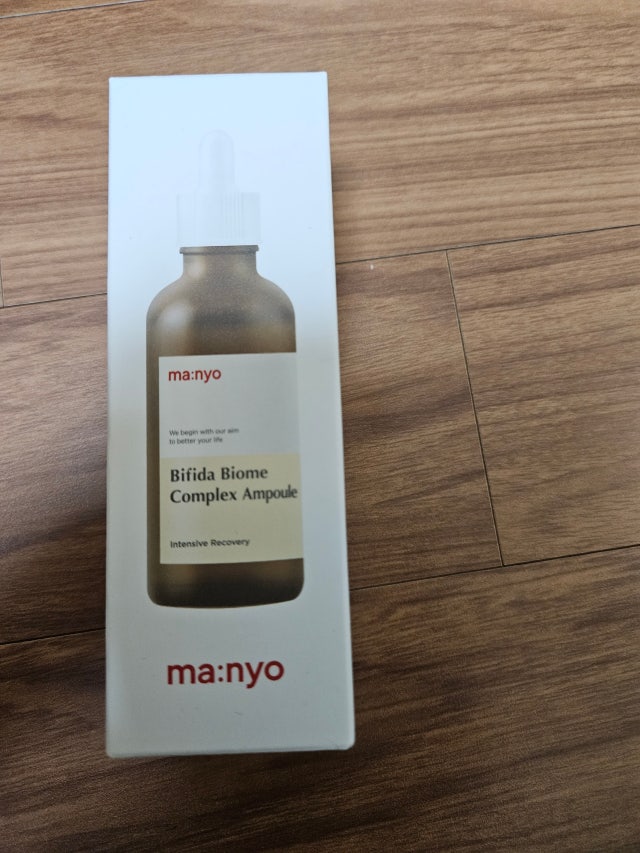 ma:nyo
We begin with our aim
to better your life
Bifida Biome
Complex Ampoule
Intensive Recovery
ma:nyo